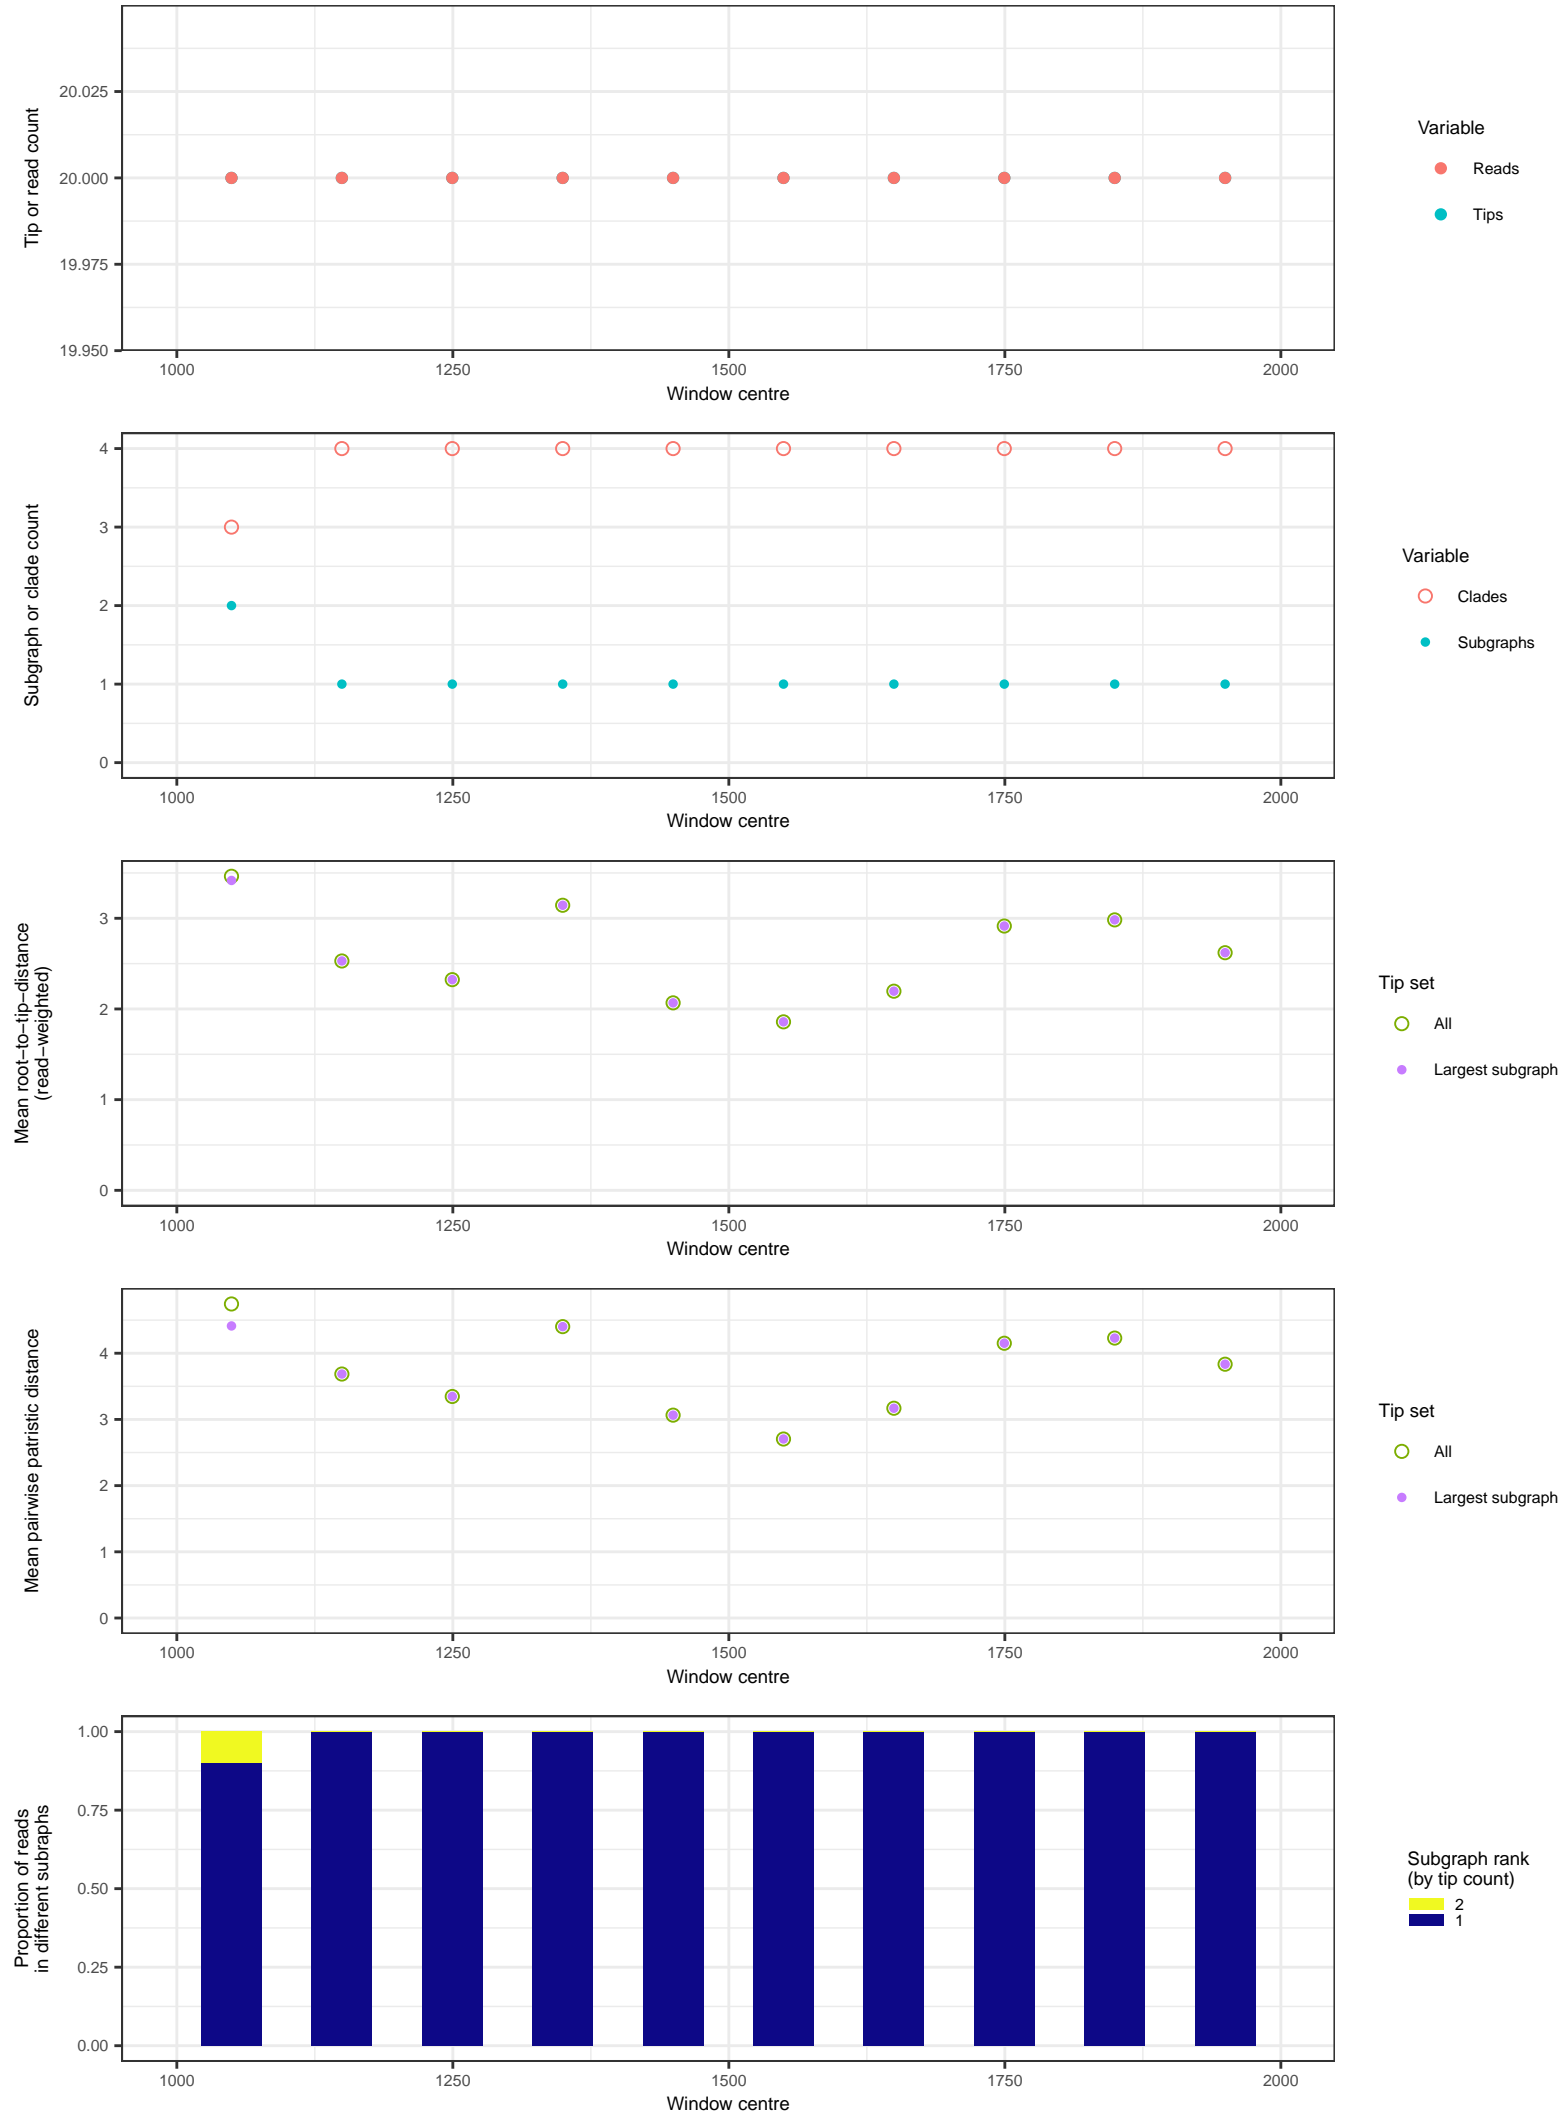 Tip or read count
20.025
20.000
19.975
19.950
1000 1250 1500 1750 2000
Window centre
Variable
Reads
Tips
Subgraph or clade count
4
3
2
1
0
1000 1250 1500 1750 2000
Window centre
Variable
Clades
Subgraphs
Mean root−to−tip−distance
(read−weighted)
3
2
1
0
1000 1250 1500 1750 2000
Window centre
Tip set
All
Largest subgraph
Mean pairwise patristic distance
4
3
2
1
0
1000 1250 1500 1750 2000
Window centre
Tip set
All
Largest subgraph
Proportion of reads
in different subraphs
1.00
0.75
0.50
0.25
0.00
1000 1250 1500 1750 2000
Window centre
Subgraph rank
(by tip count)
2
1